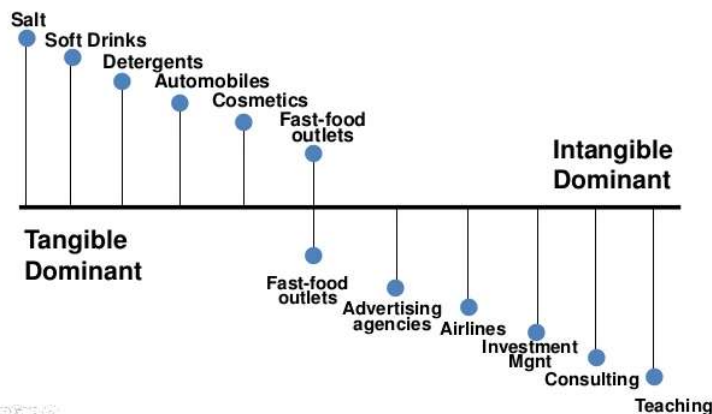 Salt
Soft Drinks
Detergents
Automobiles
Cosmetics
Fast-food
outlets
Intangible
Dominant
Tangible
Dominant
Fast-food
outlets
Advertising
agencies
Airlines
Investment
Mgnt
Consulting
Teaching